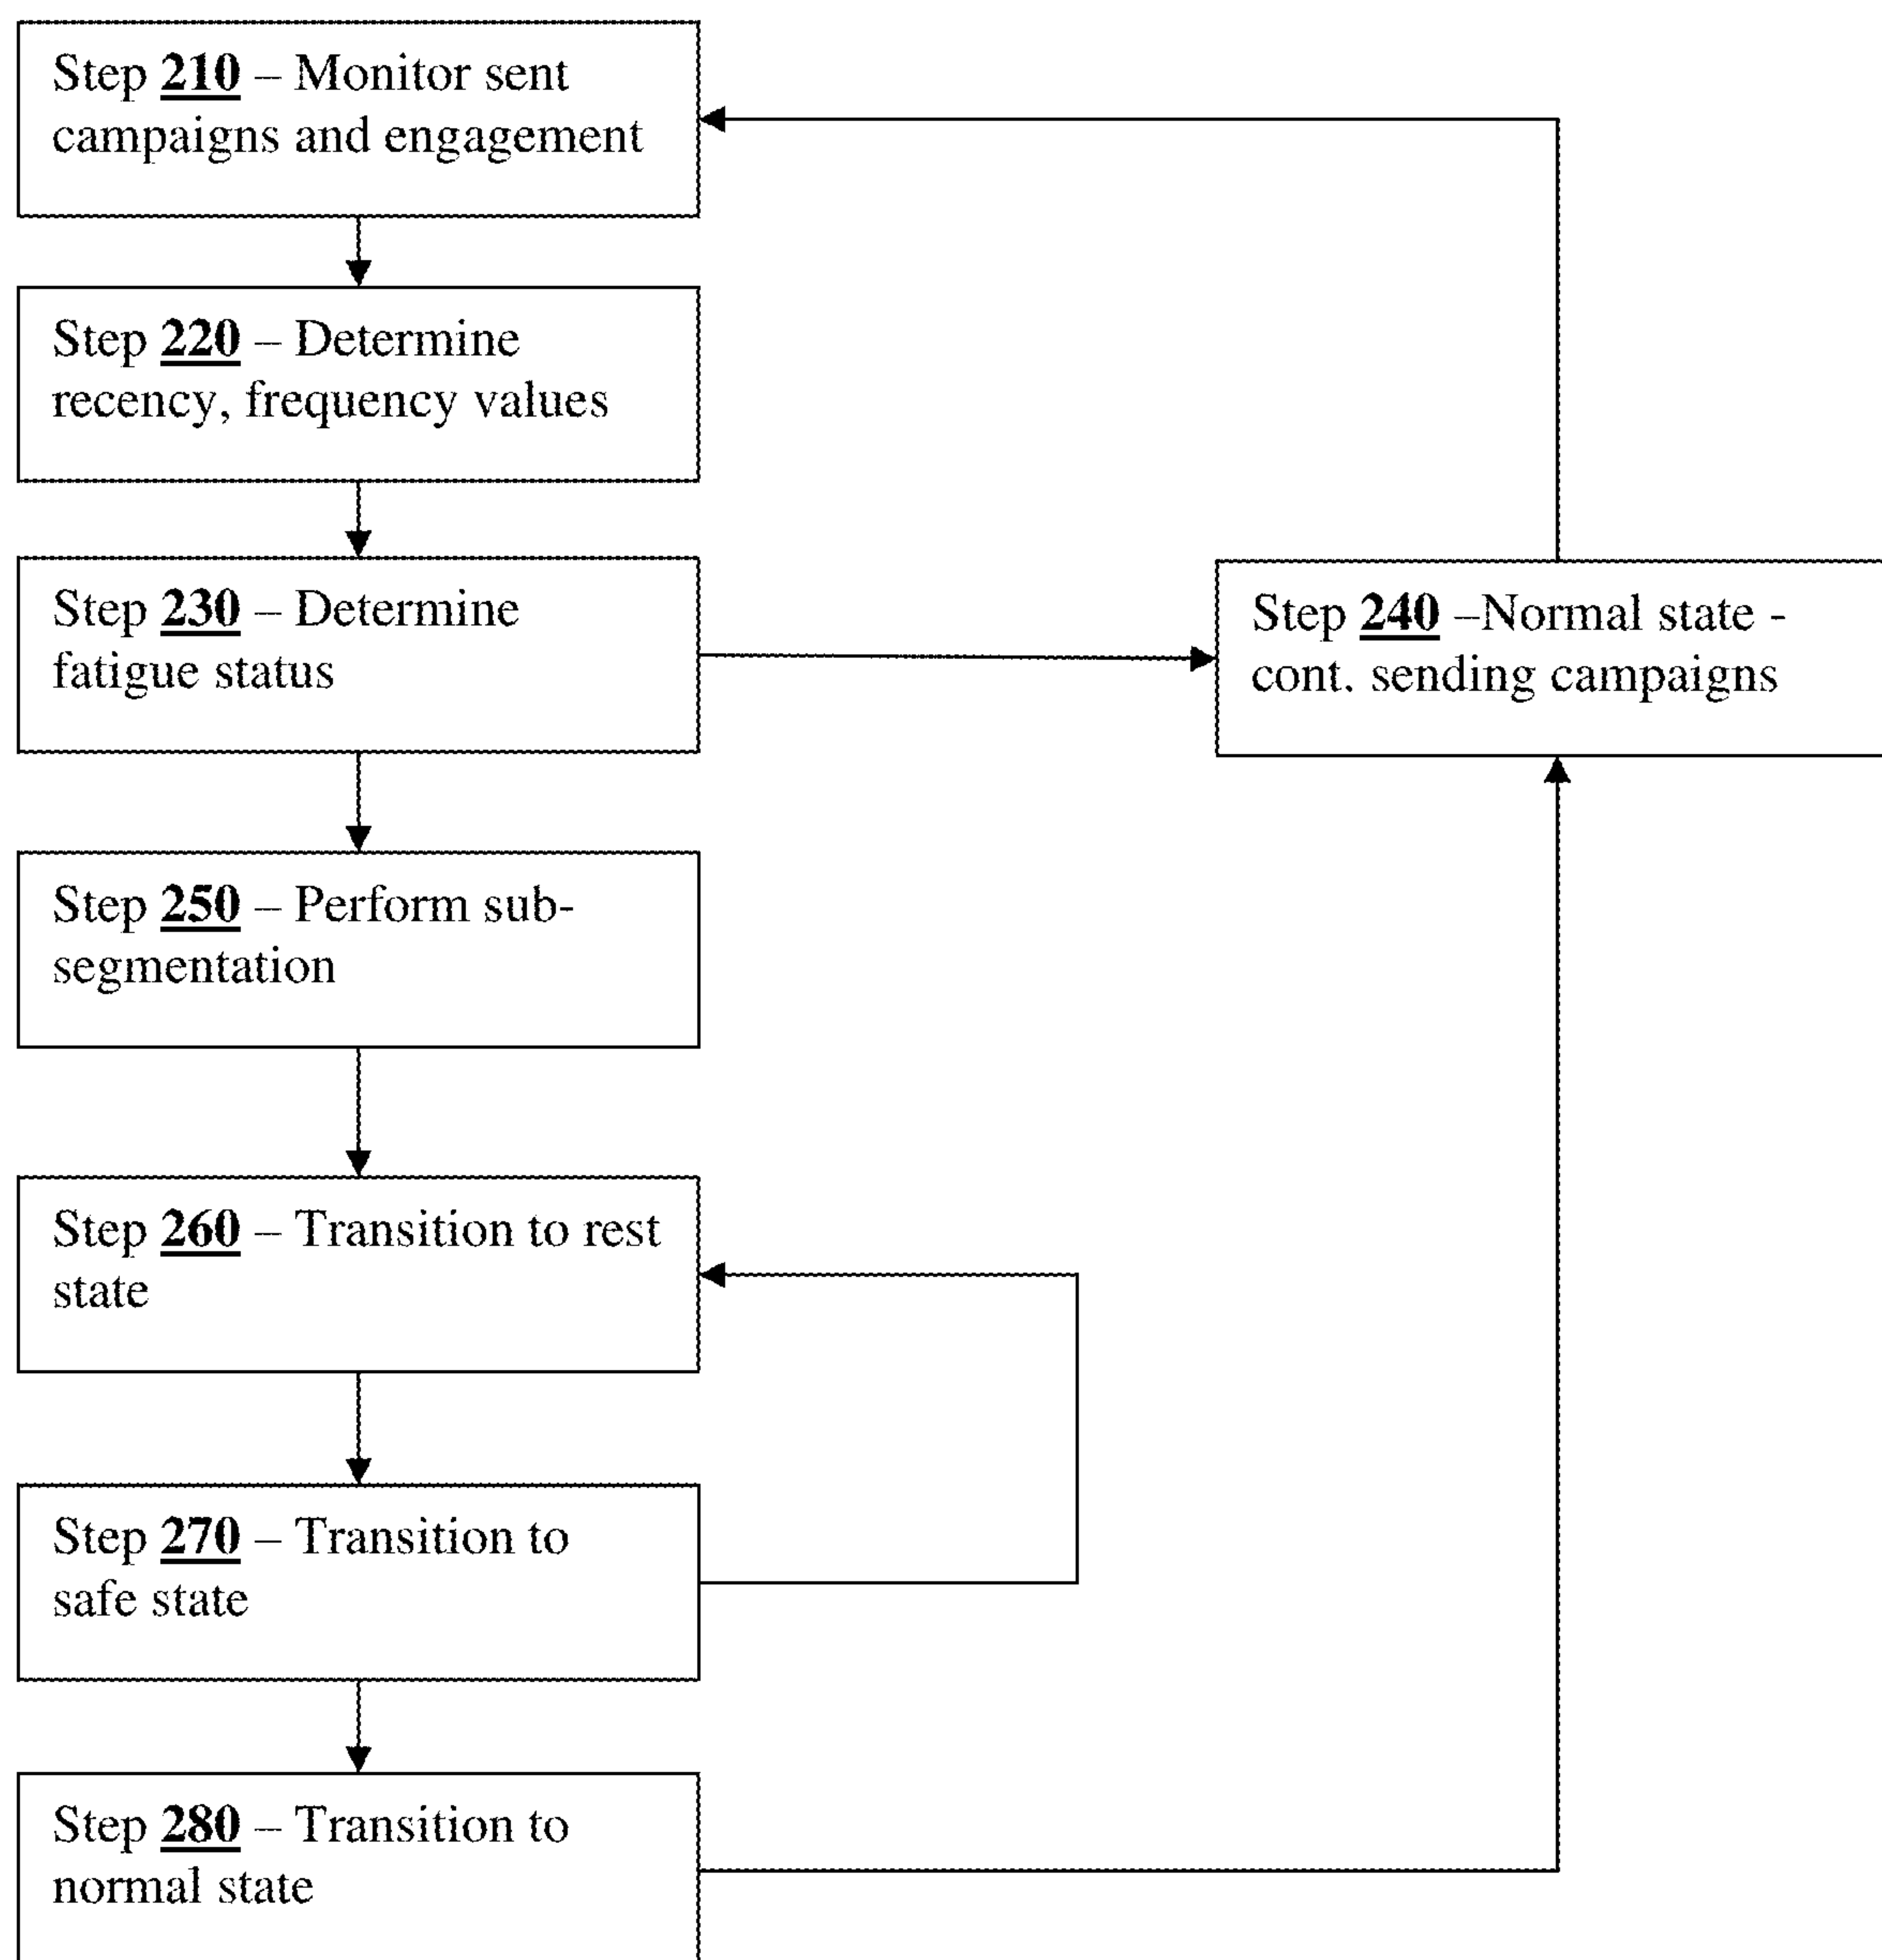 Step 210 – Monitor sent
campaigns and engagement
Step 220 – Determine
recency, frequency values
Step 230 – Determine
fatigue status
Step 240 –Normal state -
cont. sending campaigns
Step 250 – Perform sub-
segmentation
Step 260 – Transition to rest
state
Step 270 – Transition to
safe state
Step 280 – Transition to
normal state